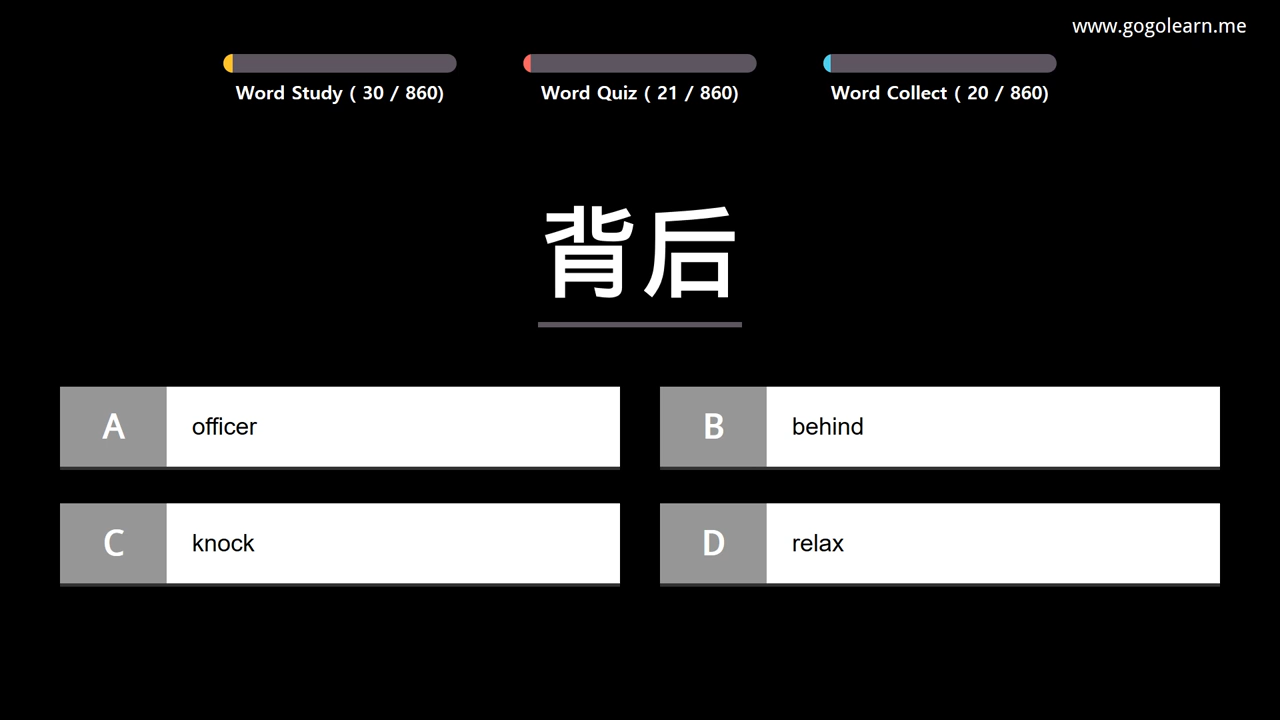 www.gogolearn.me
Word Study ( 30 / 860)
Word Quiz ( 21 / 860)
Word Collect ( 20 / 860)
背后
A officer
B behind
C knock
D relax